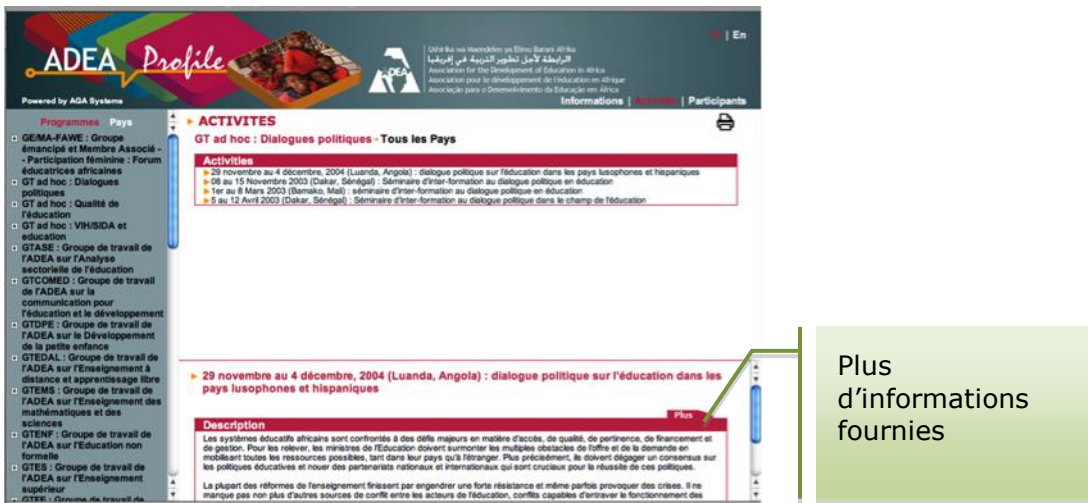 | En
ADEA Profile
Ushirika wa Maendeleo ya Elimu Barani Afrika
الرابطة لأجل تطوير التربية في إفريقيا
Association for the Development of Education in Africa
Association pour le développement de l'éducation en Afrique
Associação para o Desenvolvimento da Educação em África
ADEA
Powered by AGA Systems
Informations | Activités | Participants
Programmes Pays
GE/MA-FAWE : Groupe
émancipé et Membre Associé -
- Participation féminine : Forum
éducatrices africaines
GT ad hoc : Dialogues
politiques
GT ad hoc : Qualité de
l'éducation
GT ad hoc : VIH/SIDA et
education
GTASE : Groupe de travail de
l'ADEA sur l'Analyse
sectorielle de l'éducation
GTCOMED : Groupe de travail
de l'ADEA sur la
communication pour
l'éducation et le développement
GTDPE : Groupe de travail de
l'ADEA sur le Développement
de la petite enfance
GTEDAL : Groupe de travail de
l'ADEA sur l'Enseignement à
distance et apprentissage libre
GTEMS : Groupe de travail de
l'ADEA sur l'Enseignement des
mathématiques et des
sciences
GTENF : Groupe de travail de
l'ADEA sur l'Education non
formelle
GTES : Groupe de travail de
l'ADEA sur l'Enseignement
supérieur
ACTIVITES
GT ad hoc : Dialogues politiques - Tous les Pays
Activities
29 novembre au 4 décembre, 2004 (Luanda, Angola) : dialogue politique sur l'éducation dans les pays lusophones et hispaniques
08 au 15 Novembre 2003 (Dakar, Sénégal) : Séminaire d'inter-formation au dialogue politique en éducation
1er au 8 Mars 2003 (Bamako, Mali) : séminaire d'inter-formation au dialogue politique en éducation
5 au 12 Avril 2003 (Dakar, Sénégal) : Séminaire d'inter-formation au dialogue politique dans le champ de l'éducation
29 novembre au 4 décembre, 2004 (Luanda, Angola) : dialogue politique sur l'éducation dans les
pays lusophones et hispaniques
Plus
Description
Les systèmes éducatifs africains sont confrontés à des défis majeurs en matière d'accès, de qualité, de pertinence, de financement et
de gestion. Pour les relever, les ministres de l'Education doivent surmonter les multiples obstacles de l'offre et de la demande en
mobilisant toutes les ressources possibles, tant dans leur pays qu'à l'étranger. Plus précisément, ils doivent dégager un consensus sur
les politiques éducatives et nouer des partenariats nationaux et internationaux qui sont cruciaux pour la réussite de ces politiques.
La plupart des réformes de l'enseignement finissent par engendrer une forte résistance et même parfois provoquer des crises. Il ne
manque pas non plus d'autres sources de conflit entre les acteurs de l'éducation, conflits capables d'entraver le fonctionnement des
Plus
d'informations
fournies